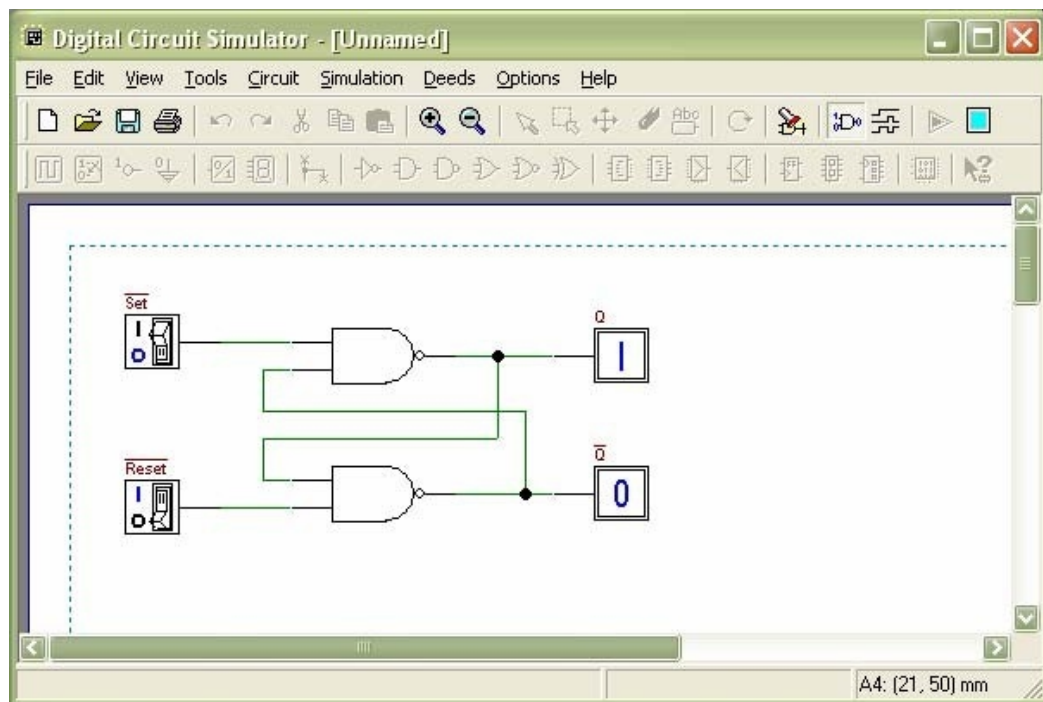 Digital Circuit Simulator - [Unnamed]
File Edit View Tools Circuit Simulation Deeds Options Help
Abc
Set
I
O
Q
1
Reset
I
O
Q
0
A4: (21, 50) mm